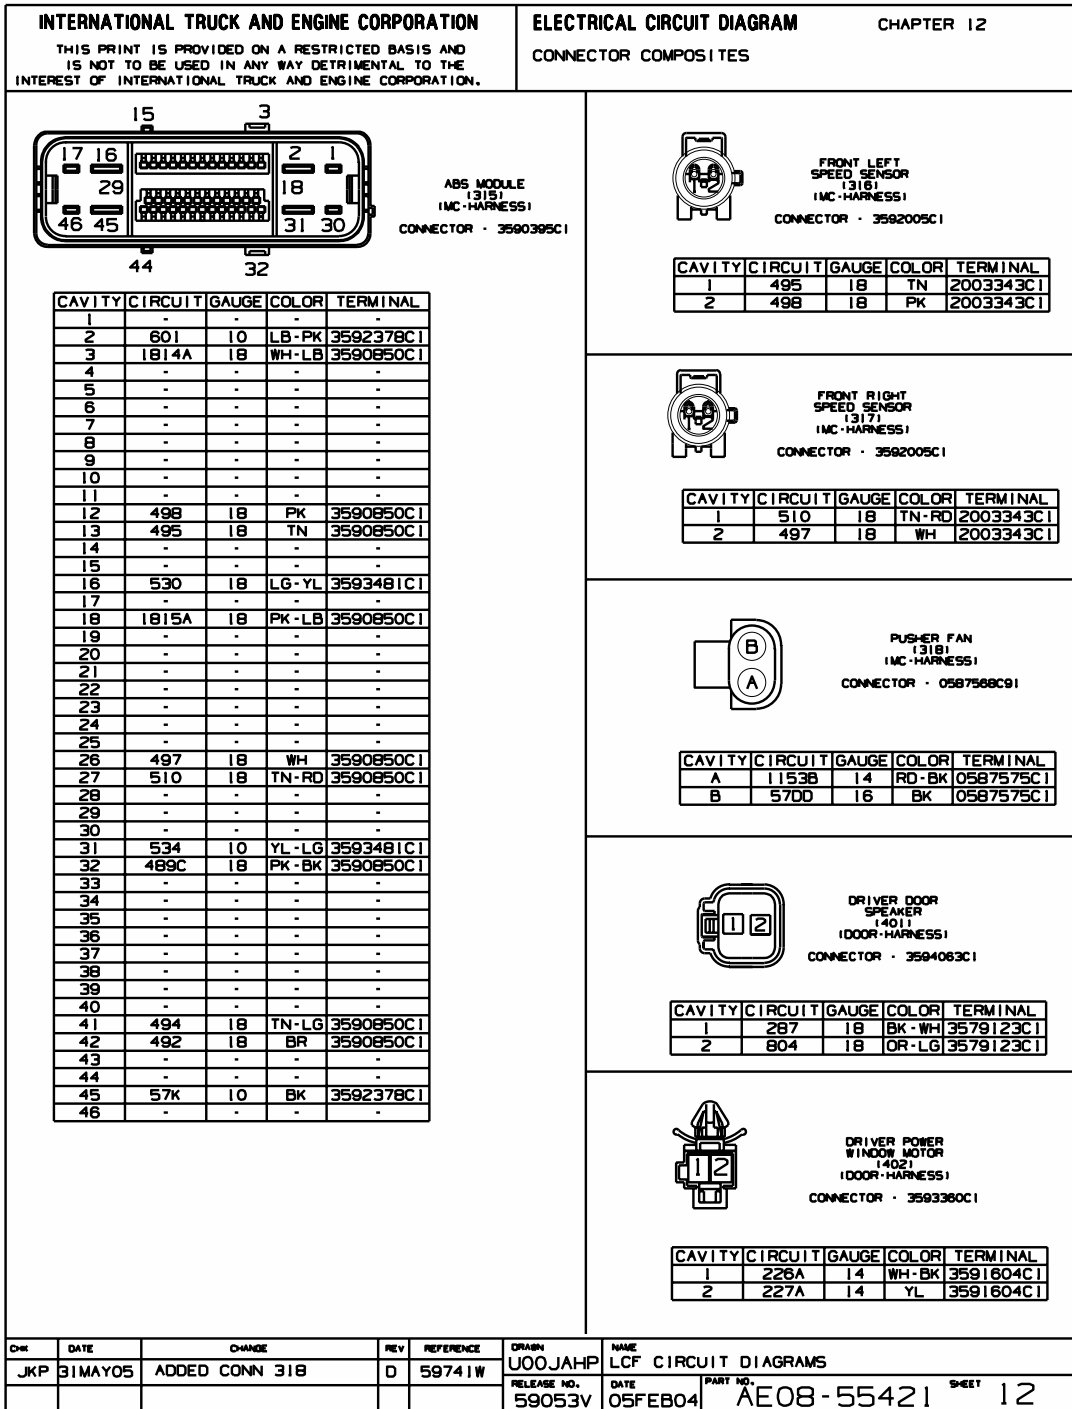 INTERNATIONAL TRUCK AND ENGINE CORPORATION
THIS PRINT IS PROVIDED ON A RESTRICTED BASIS AND
IS NOT TO BE USED IN ANY WAY DETRIMENTAL TO THE
INTEREST OF INTERNATIONAL TRUCK AND ENGINE CORPORATION.
ELECTRICAL CIRCUIT DIAGRAM CHAPTER 12
CONNECTOR COMPOSITES
15 3
17 16 2 1
29 18
46 45 31 30
44 32
ABS MODULE
(315)
(MC-HARNESS)
CONNECTOR - 3590395C1
CAVITY CIRCUIT GAUGE COLOR TERMINAL
1 - - - -
2 601 10 LB-PK 3592378C1
3 1814A 18 WH-LB 3590850C1
4 - - - -
5 - - - -
6 - - - -
7 - - - -
8 - - - -
9 - - - -
10 - - - -
11 - - - -
12 498 18 PK 3590850C1
13 495 18 TN 3590850C1
14 - - - -
15 - - - -
16 530 18 LG-YL 3593481C1
17 - - - -
18 1815A 18 PK-LB 3590850C1
19 - - - -
20 - - - -
21 - - - -
22 - - - -
23 - - - -
24 - - - -
25 - - - -
26 497 18 WH 3590850C1
27 510 18 TN-RD 3590850C1
28 - - - -
29 - - - -
30 - - - -
31 534 10 YL-LG 3593481C1
32 489C 18 PK-BK 3590850C1
33 - - - -
34 - - - -
35 - - - -
36 - - - -
37 - - - -
38 - - - -
39 - - - -
40 - - - -
41 494 18 TN-LG 3590850C1
42 492 18 BR 3590850C1
43 - - - -
44 - - - -
45 57K 10 BK 3592378C1
46 - - - -
1 2
FRONT LEFT
SPEED SENSOR
(316)
(MC-HARNESS)
CONNECTOR - 3592005C1
CAVITY CIRCUIT GAUGE COLOR TERMINAL
1 495 18 TN 2003343C1
2 498 18 PK 2003343C1
1 2
FRONT RIGHT
SPEED SENSOR
(317)
(MC-HARNESS)
CONNECTOR - 3592005C1
CAVITY CIRCUIT GAUGE COLOR TERMINAL
1 510 18 TN-RD 2003343C1
2 497 18 WH 2003343C1
B
A
PUSHER FAN
(318)
(MC-HARNESS)
CONNECTOR - 0587568C91
CAVITY CIRCUIT GAUGE COLOR TERMINAL
A 1153B 14 RD-BK 0587575C1
B 57DD 16 BK 0587575C1
1 2
DRIVER DOOR
SPEAKER
(401)
(DOOR-HARNESS)
CONNECTOR - 3594063C1
CAVITY CIRCUIT GAUGE COLOR TERMINAL
1 287 18 BK-WH 3579123C1
2 804 18 OR-LG 3579123C1
1 2
DRIVER POWER
WINDOW MOTOR
(402)
(DOOR-HARNESS)
CONNECTOR - 3593360C1
CAVITY CIRCUIT GAUGE COLOR TERMINAL
1 226A 14 WH-BK 3591604C1
2 227A 14 YL 3591604C1
CHK DATE CHANGE REV REFERENCE
JKP 31MAY05 ADDED CONN 318 D 59741W
DRAWN NAME
U00JAHP LCF CIRCUIT DIAGRAMS
RELEASE NO. DATE PART NO. SHEET
59053V 05FEB04 AE08-55421 12